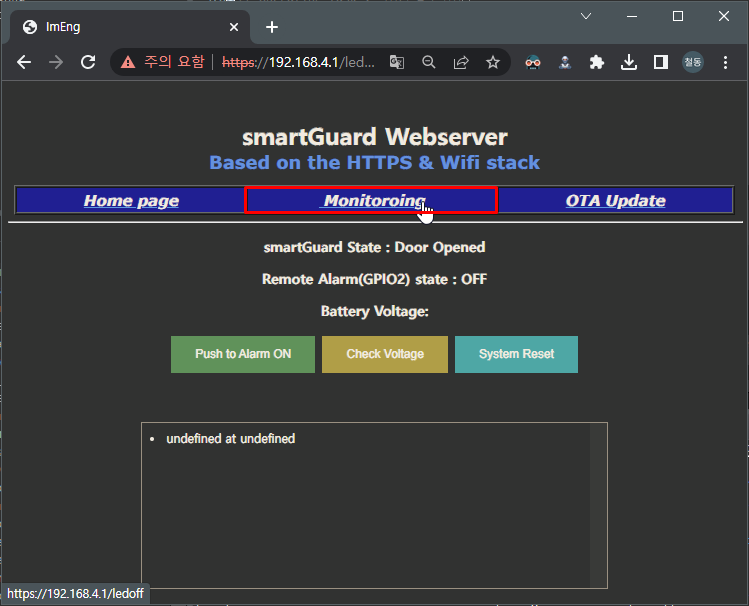 ImEng
주의 요함
https://192.168.4.1/led...
철동
smartGuard Webserver
Based on the HTTPS & Wifi stack
Home page Monitoroing OTA Update
smartGuard State : Door Opened
Remote Alarm(GPIO2) state : OFF
Battery Voltage:
Push to Alarm ON Check Voltage System Reset
• undefined at undefined
https://192.168.4.1/ledoff